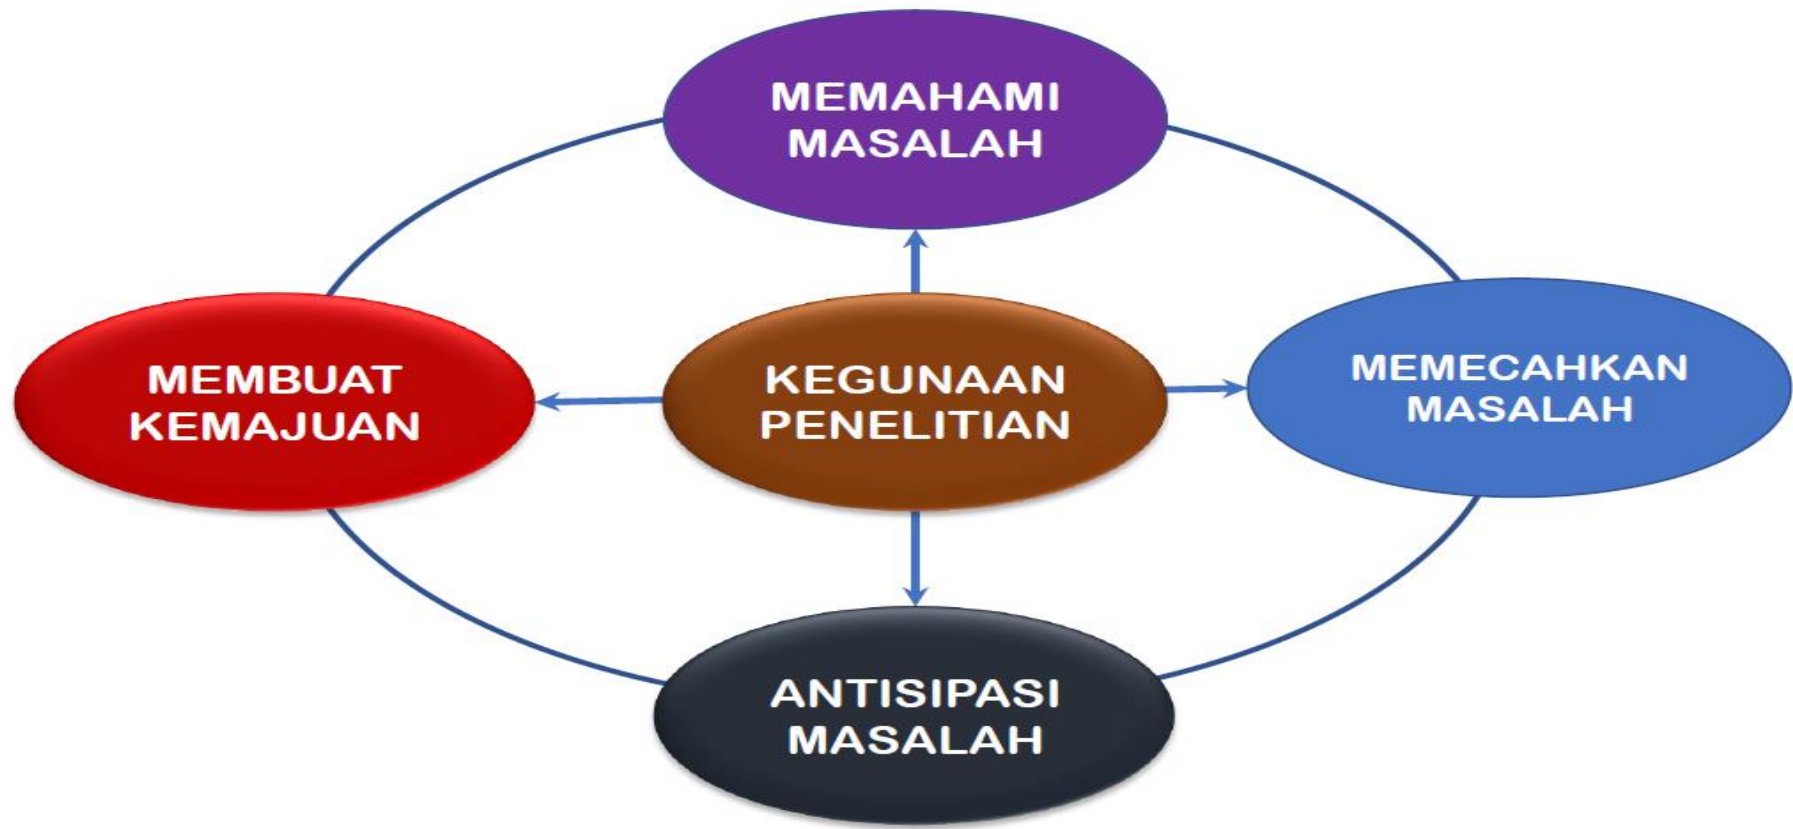 MEMAHAMI
MASALAH
MEMBUAT
KEMAJUAN
KEGUNAAN
PENELITIAN
MEMECAHKAN
MASALAH
ANTISIPASI
MASALAH